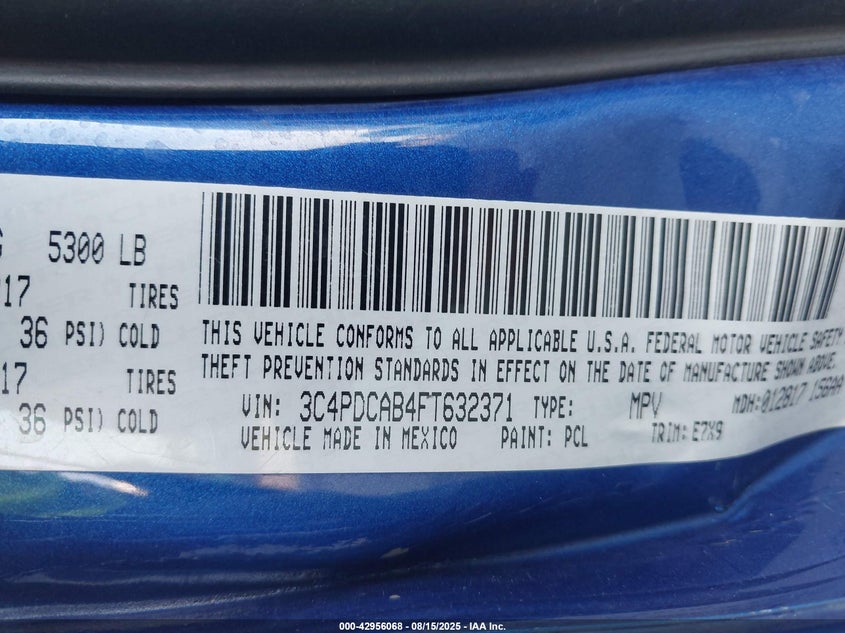 5300 LB
17 TIRES
36 PSI) COLD
17 TIRES
36 PSI) COLD
THIS VEHICLE CONFORMS TO ALL APPLICABLE U.S.A. FEDERAL MOTOR VEHICLE SAFETY
THEFT PREVENTION STANDARDS IN EFFECT ON THE DATE OF MANUFACTURE SHOWN ABOVE.
VIN: 3C4PDCAB4FT632371 TYPE: MPV MDH: 012817 156AA
VEHICLE MADE IN MEXICO PAINT: PCL TRIM: E7X9
000-42956068 - 08/15/2025 - IAA Inc.